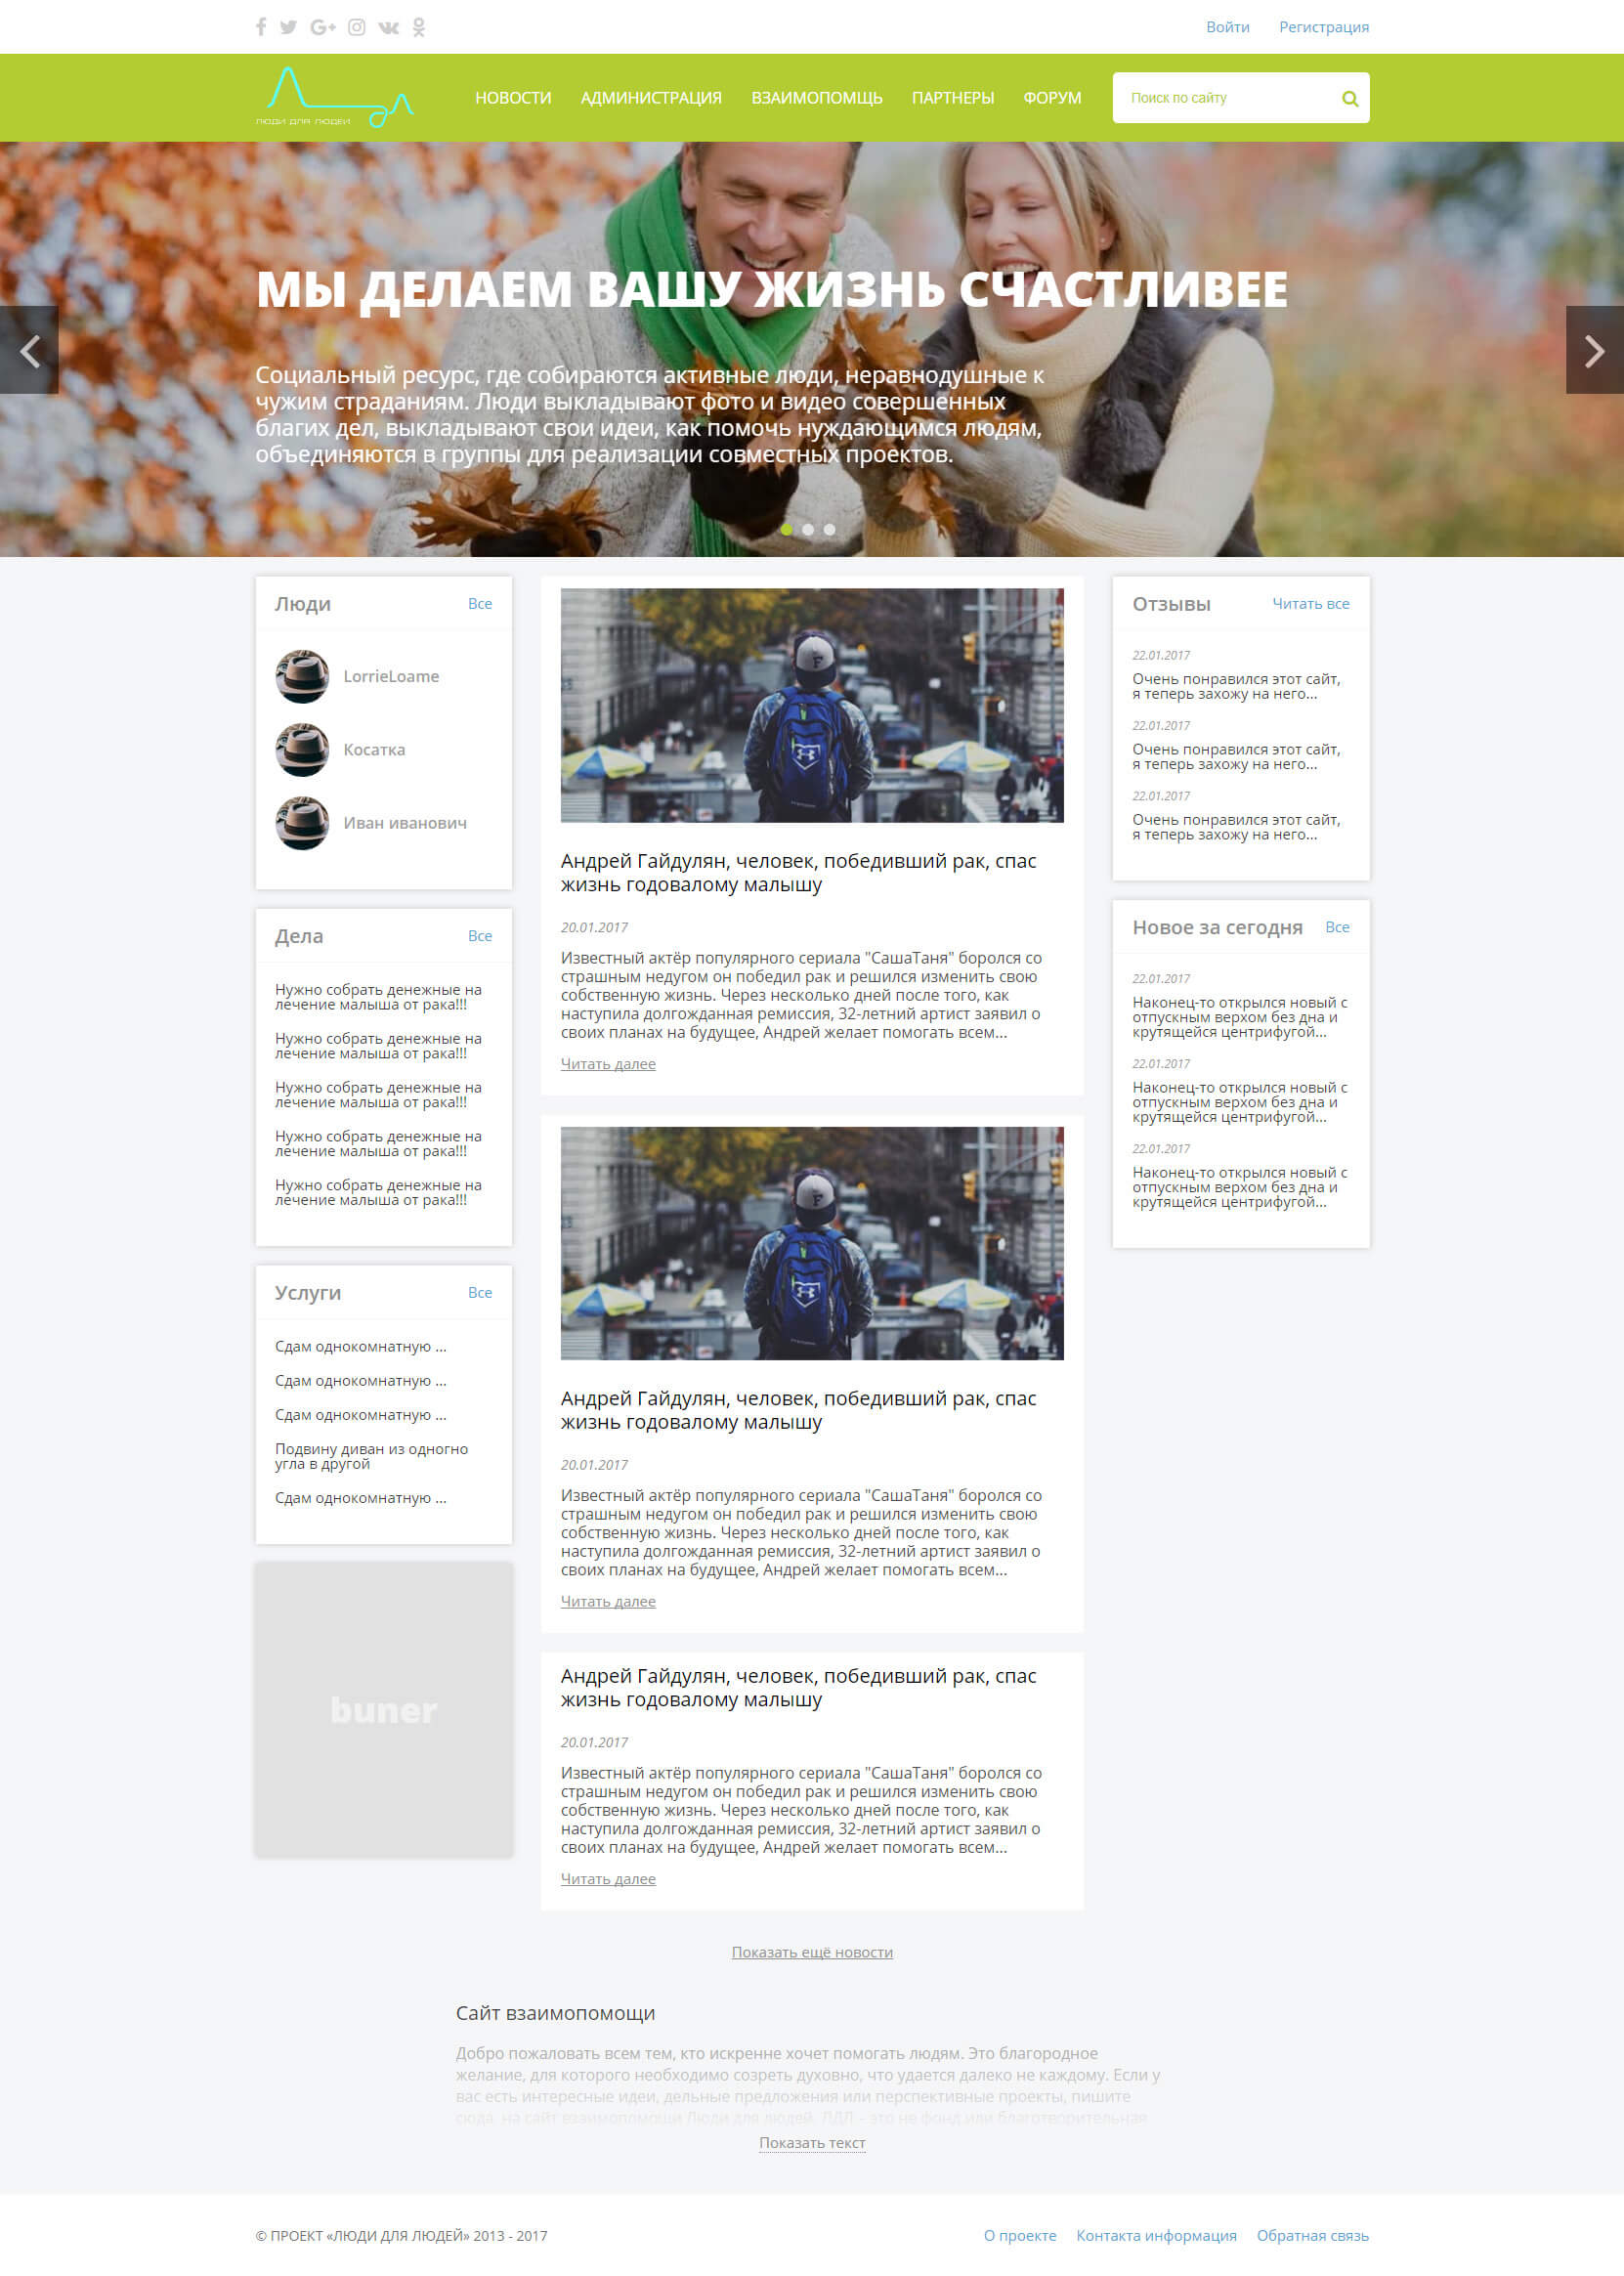 Войти Регистрация
ЛЮДИ ДЛЯ ЛЮДЕЙ
НОВОСТИ АДМИНИСТРАЦИЯ ВЗАИМОПОМЩЬ ПАРТНЕРЫ ФОРУМ
Поиск по сайту
МЫ ДЕЛАЕМ ВАШУ ЖИЗНЬ СЧАСТЛИВЕЕ
Социальный ресурс, где собираются активные люди, неравнодушные к
чужим страданиям. Люди выкладывают фото и видео совершенных
благих дел, выкладывают свои идеи, как помочь нуждающимся людям,
объединяются в группы для реализации совместных проектов.
Люди Все
LorrieLoame
Косатка
Иван иванович
Дела Все
Нужно собрать денежные на
лечение малыша от рака!!!
Нужно собрать денежные на
лечение малыша от рака!!!
Нужно собрать денежные на
лечение малыша от рака!!!
Нужно собрать денежные на
лечение малыша от рака!!!
Нужно собрать денежные на
лечение малыша от рака!!!
Услуги Все
Сдам однокомнатную ...
Сдам однокомнатную ...
Сдам однокомнатную ...
Подвину диван из одногно
угла в другой
Сдам однокомнатную ...
buner
Андрей Гайдулян, человек, победивший рак, спас
жизнь годовалому малышу
20.01.2017
Известный актёр популярного сериала "СашаТаня" боролся со
страшным недугом он победил рак и решился изменить свою
собственную жизнь. Через несколько дней после того, как
наступила долгожданная ремиссия, 32-летний артист заявил о
своих планах на будущее, Андрей желает помогать всем...
Читать далее
Андрей Гайдулян, человек, победивший рак, спас
жизнь годовалому малышу
20.01.2017
Известный актёр популярного сериала "СашаТаня" боролся со
страшным недугом он победил рак и решился изменить свою
собственную жизнь. Через несколько дней после того, как
наступила долгожданная ремиссия, 32-летний артист заявил о
своих планах на будущее, Андрей желает помогать всем...
Читать далее
Андрей Гайдулян, человек, победивший рак, спас
жизнь годовалому малышу
20.01.2017
Известный актёр популярного сериала "СашаТаня" боролся со
страшным недугом он победил рак и решился изменить свою
собственную жизнь. Через несколько дней после того, как
наступила долгожданная ремиссия, 32-летний артист заявил о
своих планах на будущее, Андрей желает помогать всем...
Читать далее
Отзывы Читать все
22.01.2017
Очень понравился этот сайт,
я теперь захожу на него...
22.01.2017
Очень понравился этот сайт,
я теперь захожу на него...
22.01.2017
Очень понравился этот сайт,
я теперь захожу на него...
Новое за сегодня Все
22.01.2017
Наконец-то открылся новый с
отпускным верхом без дна и
крутящейся центрифугой...
22.01.2017
Наконец-то открылся новый с
отпускным верхом без дна и
крутящейся центрифугой...
22.01.2017
Наконец-то открылся новый с
отпускным верхом без дна и
крутящейся центрифугой...
Показать ещё новости
Сайт взаимопомощи
Добро пожаловать всем тем, кто искренне хочет помогать людям. Это благородное
желание, для которого необходимо созреть духовно, что удается далеко не каждому. Если у
вас есть интересные идеи, дельные предложения или перспективные проекты, пишите
сюда, на сайт взаимопомощи Люди для людей. ЛДЛ – это не фонд или благотворительная
Показать текст
© ПРОЕКТ «ЛЮДИ ДЛЯ ЛЮДЕЙ» 2013 - 2017
О проекте Контакта информация Обратная связь